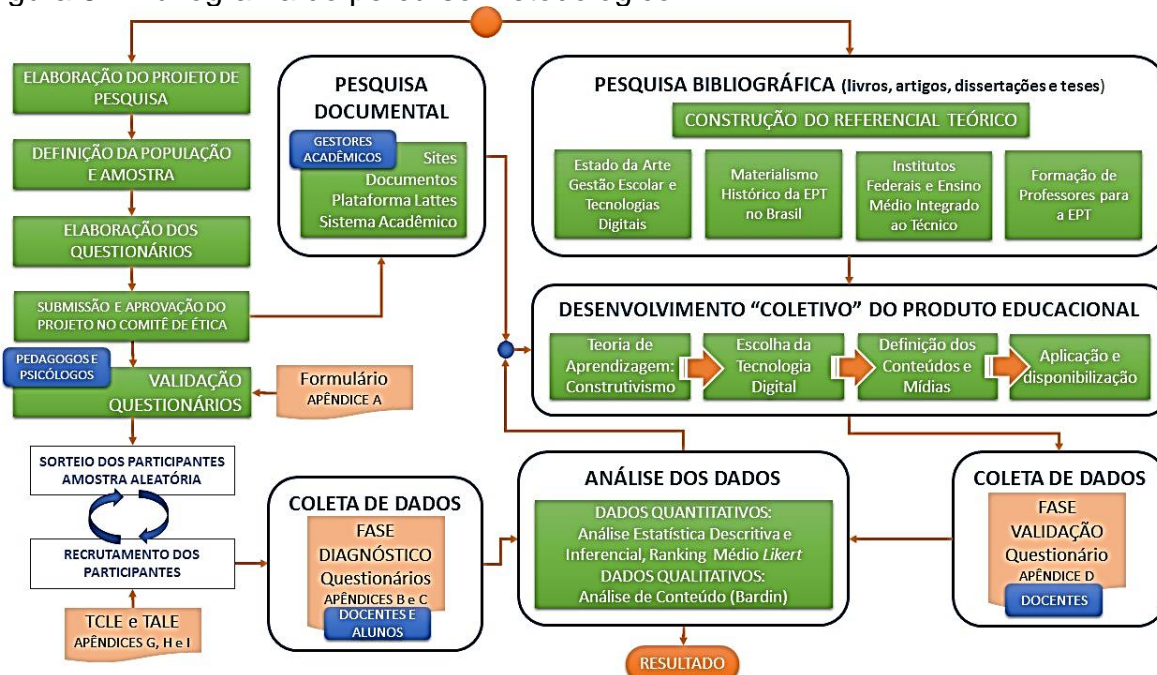 ELABORAÇÃO DO PROJETO DE
PESQUISA
DEFINIÇÃO DA POPULAÇÃO
E AMOSTRA
ELABORAÇÃO DOS
QUESTIONÁRIOS
SUBMISSÃO E APROVAÇÃO DO
PROJETO NO COMITÊ DE ÉTICA
PEDAGOGOS E
PSICÓLOGOS
VALIDAÇÃO
QUESTIONÁRIOS
Formulário
APÊNDICE A
SORTEIO DOS PARTICIPANTES
AMOSTRA ALEATÓRIA
RECRUTAMENTO DOS
PARTICIPANTES
TCLE e TALE
APÊNDICES G, H e I
PESQUISA
DOCUMENTAL
GESTORES
ACADÊMICOS
Sites
Documentos
Plataforma Lattes
Sistema Acadêmico
PESQUISA BIBLIOGRÁFICA (livros, artigos, dissertações e teses)
CONSTRUÇÃO DO REFERENCIAL TEÓRICO
Estado da Arte
Gestão Escolar e
Tecnologias
Digitais
Materialismo
Histórico da EPT
no Brasil
Institutos
Federais e Ensino
Médio Integrado
ao Técnico
Formação de
Professores para
a EPT
DESENVOLVIMENTO “COLETIVO” DO PRODUTO EDUCACIONAL
Teoria de
Aprendizagem:
Construtivismo
Escolha da
Tecnologia
Digital
Definição dos
Conteúdos e
Mídias
Aplicação e
disponibilização
COLETA DE DADOS
FASE
DIAGNÓSTICO
Questionários
APÊNDICES B e C
DOCENTES E
ALUNOS
ANÁLISE DOS DADOS
DADOS QUANTITATIVOS:
Análise Estatística Descritiva e
Inferencial, Ranking Médio Likert
DADOS QUALITATIVOS:
Análise de Conteúdo (Bardin)
RESULTADO
COLETA DE DADOS
FASE
VALIDAÇÃO
Questionário
APÊNDICE D
DOCENTES